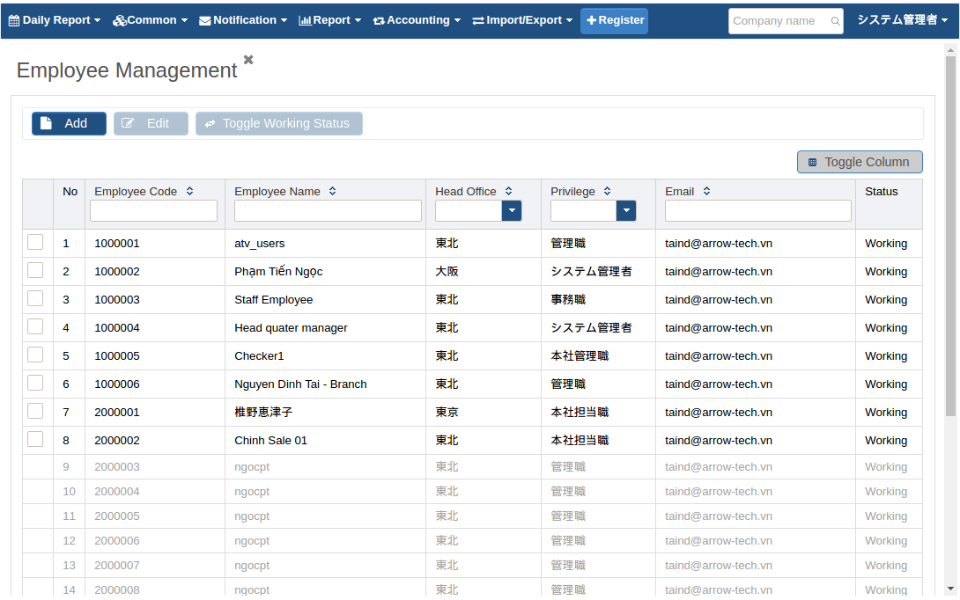 Daily Report Common Notification Report Accounting Import/Export Register Company name システム管理者
Employee Management
Add Edit Toggle Working Status
Toggle Column
No Employee Code Employee Name Head Office Privilege Email Status
1 1000001 atv_users 東北 管理職 taind@arrow-tech.vn Working
2 1000002 Phạm Tiến Ngọc 大阪 システム管理者 taind@arrow-tech.vn Working
3 1000003 Staff Employee 東北 事務職 taind@arrow-tech.vn Working
4 1000004 Head quater manager 東北 システム管理者 taind@arrow-tech.vn Working
5 1000005 Checker1 東北 本社管理職 taind@arrow-tech.vn Working
6 1000006 Nguyen Dinh Tai - Branch 東北 管理職 taind@arrow-tech.vn Working
7 2000001 椎野恵津子 東京 本社担当職 taind@arrow-tech.vn Working
8 2000002 Chinh Sale 01 東北 本社担当職 taind@arrow-tech.vn Working
9 2000003 ngocpt 東北 管理職 taind@arrow-tech.vn Working
10 2000004 ngocpt 東北 管理職 taind@arrow-tech.vn Working
11 2000005 ngocpt 東北 管理職 taind@arrow-tech.vn Working
12 2000006 ngocpt 東北 管理職 taind@arrow-tech.vn Working
13 2000007 ngocpt 東北 管理職 taind@arrow-tech.vn Working
14 2000008 ngocpt 東北 管理職 taind@arrow-tech.vn Working